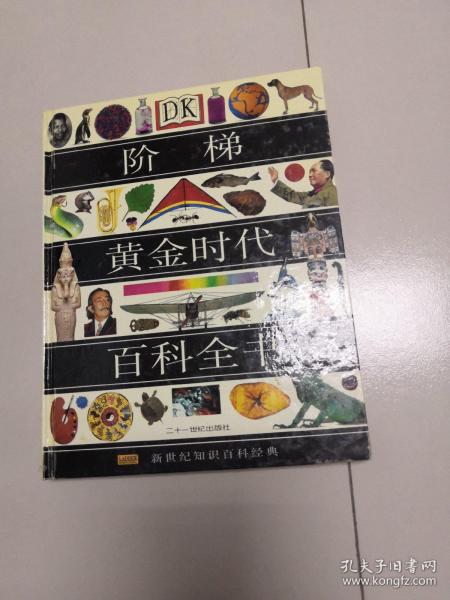 DK
阶梯
黄金时代
百科全书
二十一世纪出版社
LADDER
新世纪知识百科经典
孔夫子旧书网
www.kongfz.com